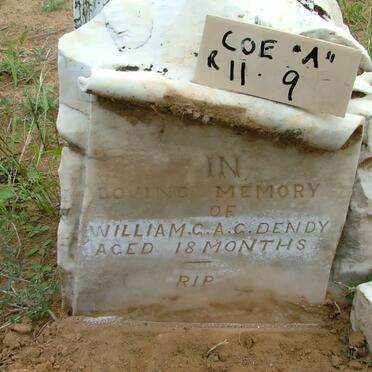 COE "A"
R 11. 9
IN
LOVING MEMORY
OF
WILLIAM.G.A.G.DENDY
AGED 18 MONTHS
RIP